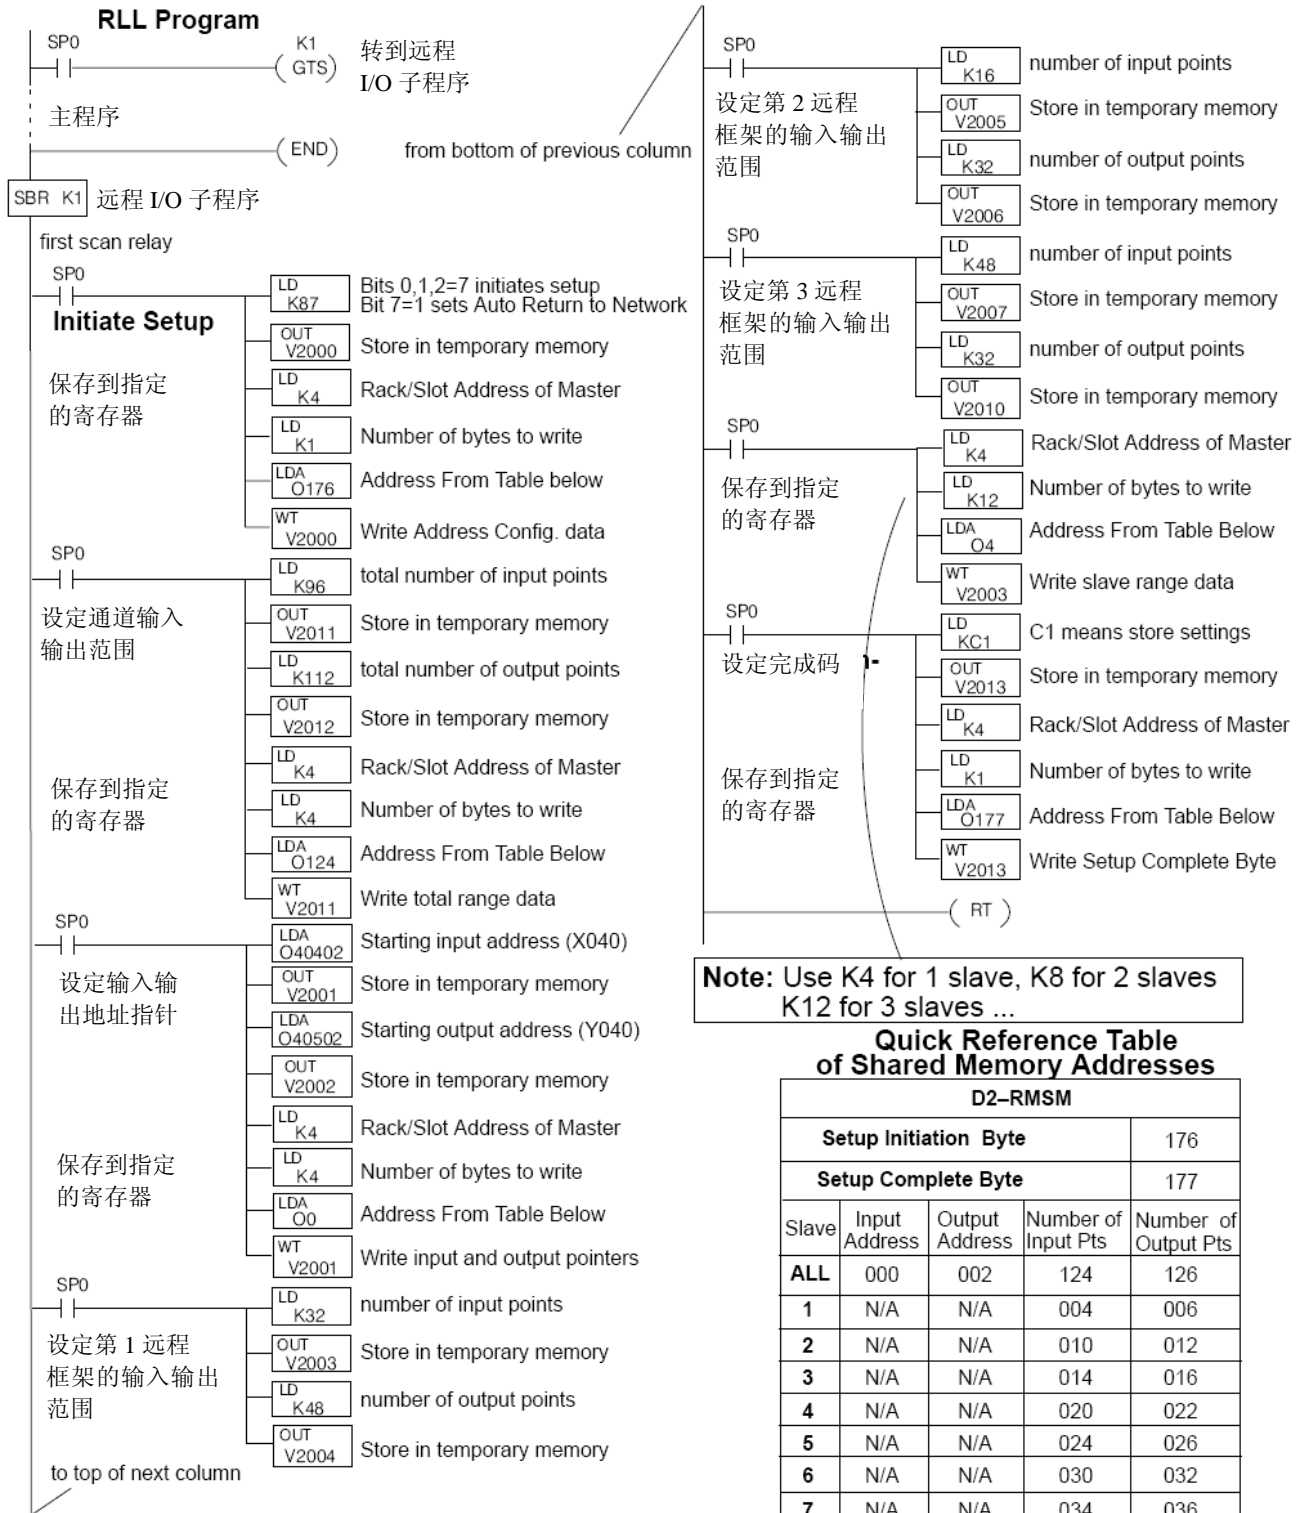 RLL Program
SP0
K1
GTS
转到远程
I/O 子程序
主程序
END
SBR K1
远程 I/O 子程序
first scan relay
SP0
Initiate Setup
保存到指定
的寄存器
LD K87
Bits 0,1,2=7 initiates setup
Bit 7=1 sets Auto Return to Network
OUT V2000
Store in temporary memory
LD K4
Rack/Slot Address of Master
LD K1
Number of bytes to write
LDA O176
Address From Table below
WT V2000
Write Address Config. data
SP0
设定通道输入
输出范围
保存到指定
的寄存器
LD K96
total number of input points
OUT V2011
Store in temporary memory
LD K112
total number of output points
OUT V2012
Store in temporary memory
LD K4
Rack/Slot Address of Master
LD K4
Number of bytes to write
LDA O124
Address From Table Below
WT V2011
Write total range data
SP0
设定输入输
出地址指针
保存到指定
的寄存器
LDA O40402
Starting input address (X040)
OUT V2001
Store in temporary memory
LDA O40502
Starting output address (Y040)
OUT V2002
Store in temporary memory
LD K4
Rack/Slot Address of Master
LD K4
Number of bytes to write
LDA O0
Address From Table Below
WT V2001
Write input and output pointers
SP0
设定第 1 远程
框架的输入输出
范围
LD K32
number of input points
OUT V2003
Store in temporary memory
LD K48
number of output points
OUT V2004
Store in temporary memory
to top of next column
from bottom of previous column
SP0
设定第 2 远程
框架的输入输出
范围
LD K16
number of input points
OUT V2005
Store in temporary memory
LD K32
number of output points
OUT V2006
Store in temporary memory
SP0
设定第 3 远程
框架的输入输出
范围
LD K48
number of input points
OUT V2007
Store in temporary memory
LD K32
number of output points
OUT V2010
Store in temporary memory
SP0
保存到指定
的寄存器
LD K4
Rack/Slot Address of Master
LD K12
Number of bytes to write
LDA O4
Address From Table Below
WT V2003
Write slave range data
SP0
设定完成码
保存到指定
的寄存器
LD KC1
C1 means store settings
OUT V2013
Store in temporary memory
LD K4
Rack/Slot Address of Master
LD K1
Number of bytes to write
LDA O177
Address From Table Below
WT V2013
Write Setup Complete Byte
RT
Note: Use K4 for 1 slave, K8 for 2 slaves
K12 for 3 slaves ...
Quick Reference Table
of Shared Memory Addresses
D2–RMSM
Setup Initiation Byte 176
Setup Complete Byte 177
Slave Input Address Output Address Number of Input Pts Number of Output Pts
ALL 000 002 124 126
1 N/A N/A 004 006
2 N/A N/A 010 012
3 N/A N/A 014 016
4 N/A N/A 020 022
5 N/A N/A 024 026
6 N/A N/A 030 032
7 N/A N/A 034 036